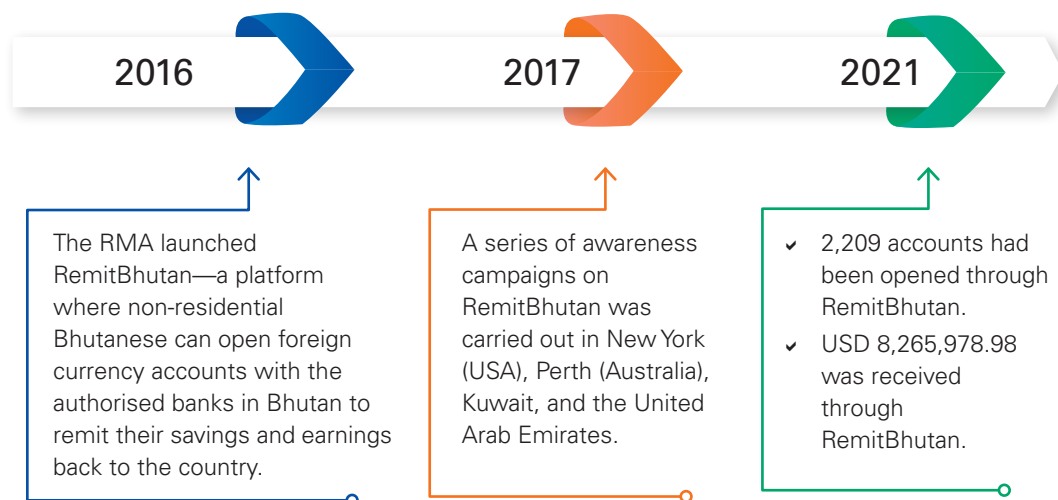 2016
2017
2021
The RMA launched
RemitBhutan—a platform
where non-residential
Bhutanese can open foreign
currency accounts with the
authorised banks in Bhutan to
remit their savings and earnings
back to the country.
A series of awareness
campaigns on
RemitBhutan was
carried out in New York
(USA), Perth (Australia),
Kuwait, and the United
Arab Emirates.
2,209 accounts had
been opened through
RemitBhutan.
USD 8,265,978.98
was received
through
RemitBhutan.